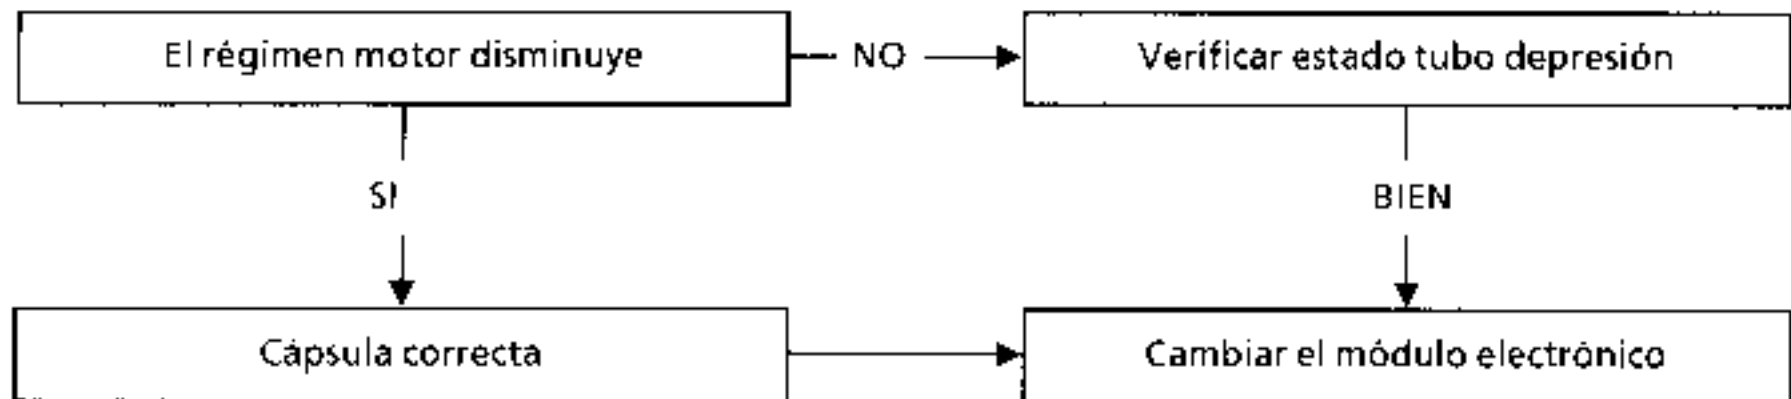 El régimen motor disminuye
NO
Verificar estado tubo depresión
SI
BIEN
Cápsula correcta
Cambiar el módulo electrónico